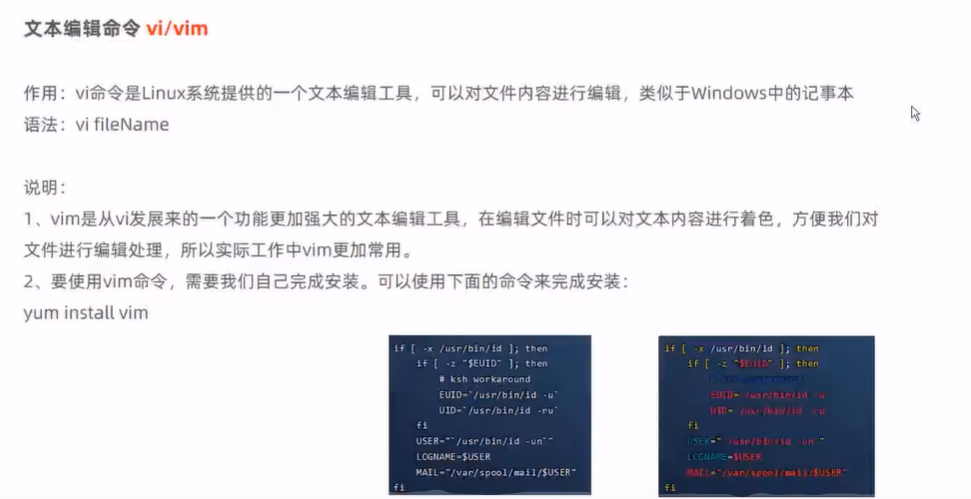 文本编辑命令 vi/vim
作用：vi命令是Linux系统提供的一个文本编辑工具，可以对文件内容进行编辑，类似于Windows中的记事本
语法：vi fileName
说明：
1、vim是从vi发展来的一个功能更加强大的文本编辑工具，在编辑文件时可以对文本内容进行着色，方便我们对
文件进行编辑处理，所以实际工作中vim更加常用。
2、要使用vim命令，需要我们自己完成安装。可以使用下面的命令来完成安装：
yum install vim
if [ -x /usr/bin/id ]; then
if [ -z "$EUID" ]; then
# ksh workaround
EUID=`/usr/bin/id -u`
UID=`/usr/bin/id -ru`
fi
USER="`/usr/bin/id -un`"
LOGNAME=$USER
MAIL="/var/spool/mail/$USER"
fi
if [ -x /usr/bin/id ]; then
if [ -z "$EUID" ]; then
# ksh workaround
EUID=`/usr/bin/id -u`
UID=`/usr/bin/id -ru`
fi
USER="`/usr/bin/id -un`"
LOGNAME=$USER
MAIL="/var/spool/mail/$USER"
fi